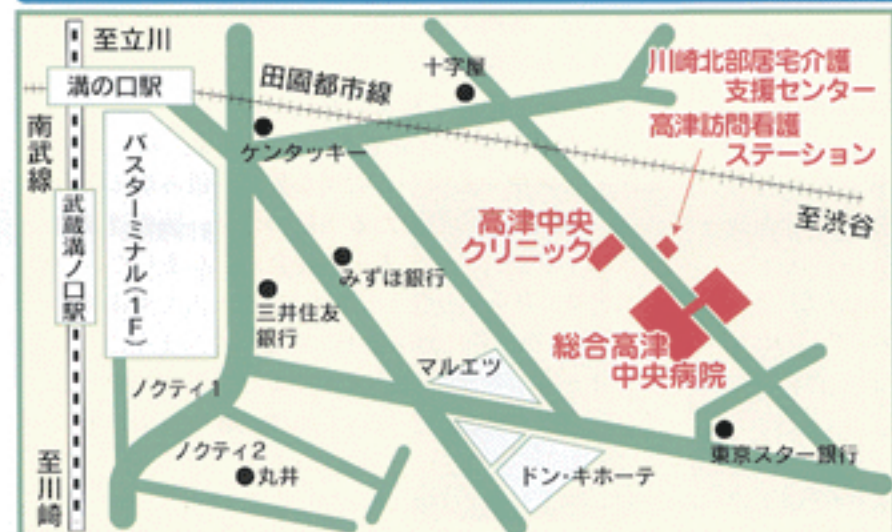 至立川
溝の口駅
田園都市線
十字屋
川崎北部居宅介護
支援センター
高津訪問看護
ステーション
南武線
バスターミナル(1F)
ケンタッキー
武蔵溝ノ口駅
高津中央
クリニック
至渋谷
みずほ銀行
三井住友
銀行
マルエツ
総合高津
中央病院
ノクティ1
ノクティ2
丸井
ドン・キホーテ
東京スター銀行
至川崎